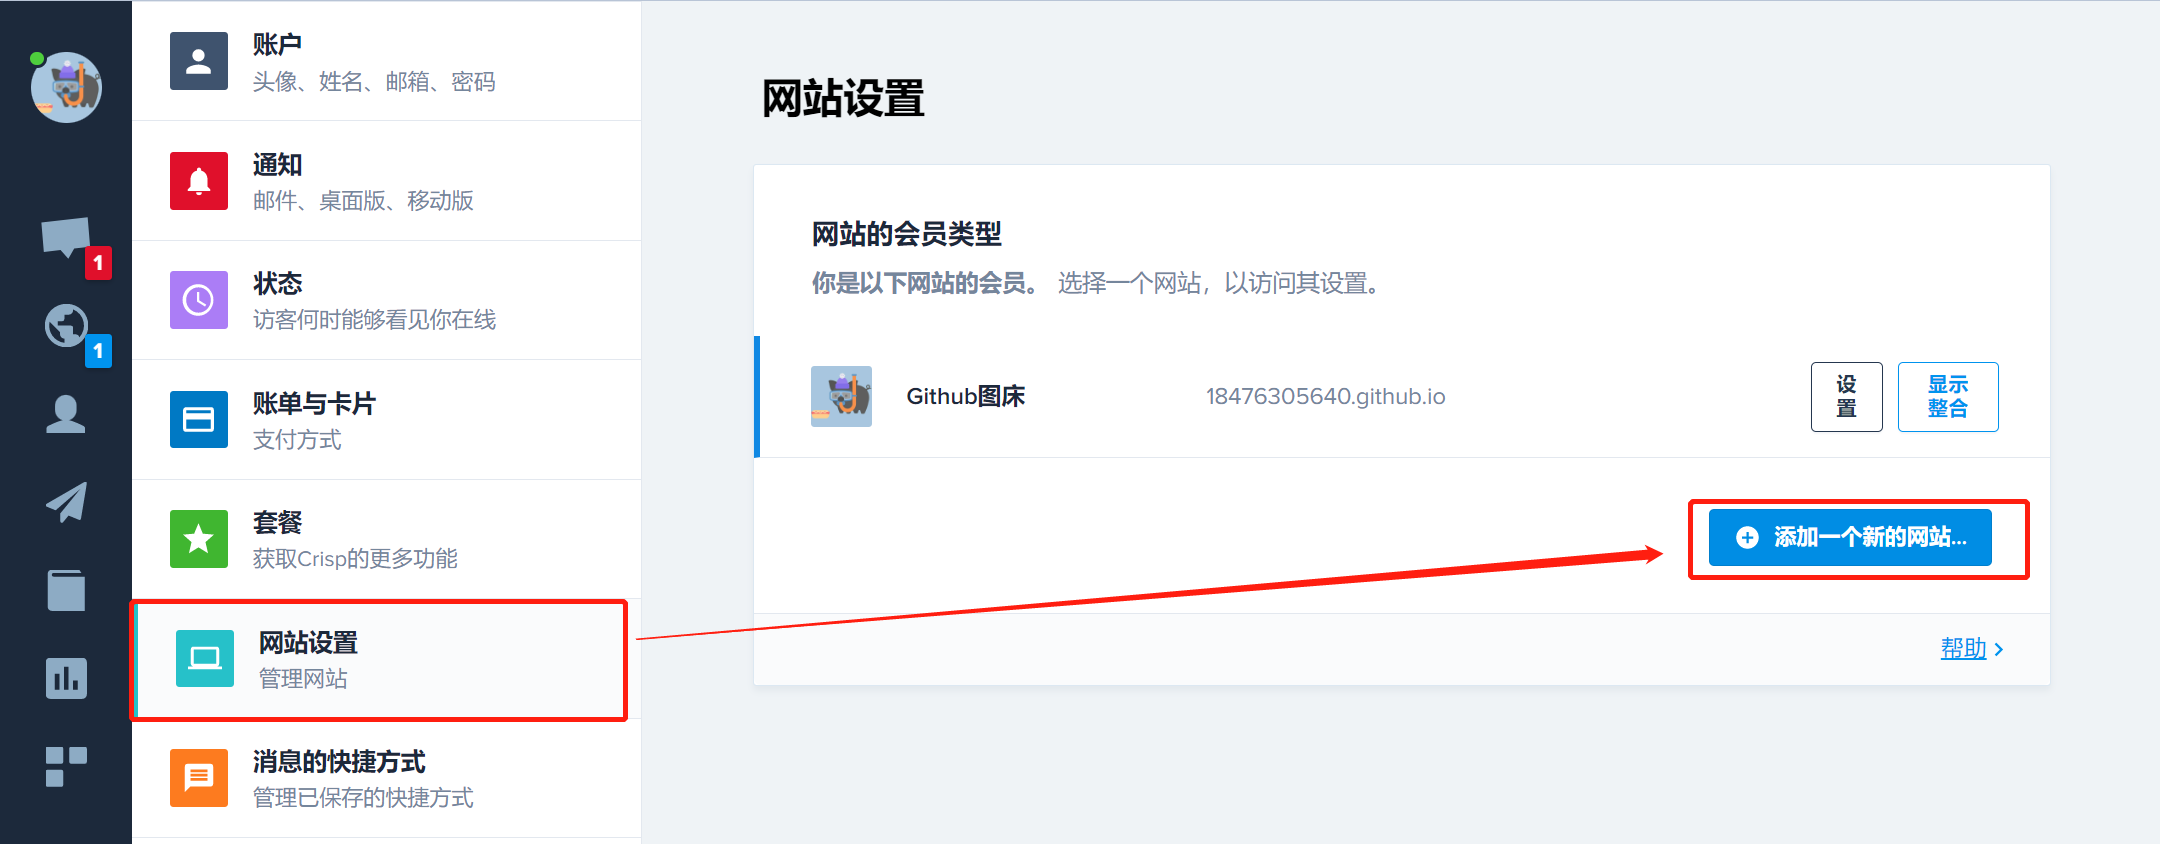 账户
头像、姓名、邮箱、密码
通知
邮件、桌面版、移动版
状态
访客何时能够看见你在线
账单与卡片
支付方式
套餐
获取Crisp的更多功能
网站设置
管理网站
消息的快捷方式
管理已保存的快捷方式
1
1
网站设置
网站的会员类型
你是以下网站的会员。 选择一个网站，以访问其设置。
Github图床
18476305640.github.io
设
置
显示
整合
添加一个新的网站...
帮助